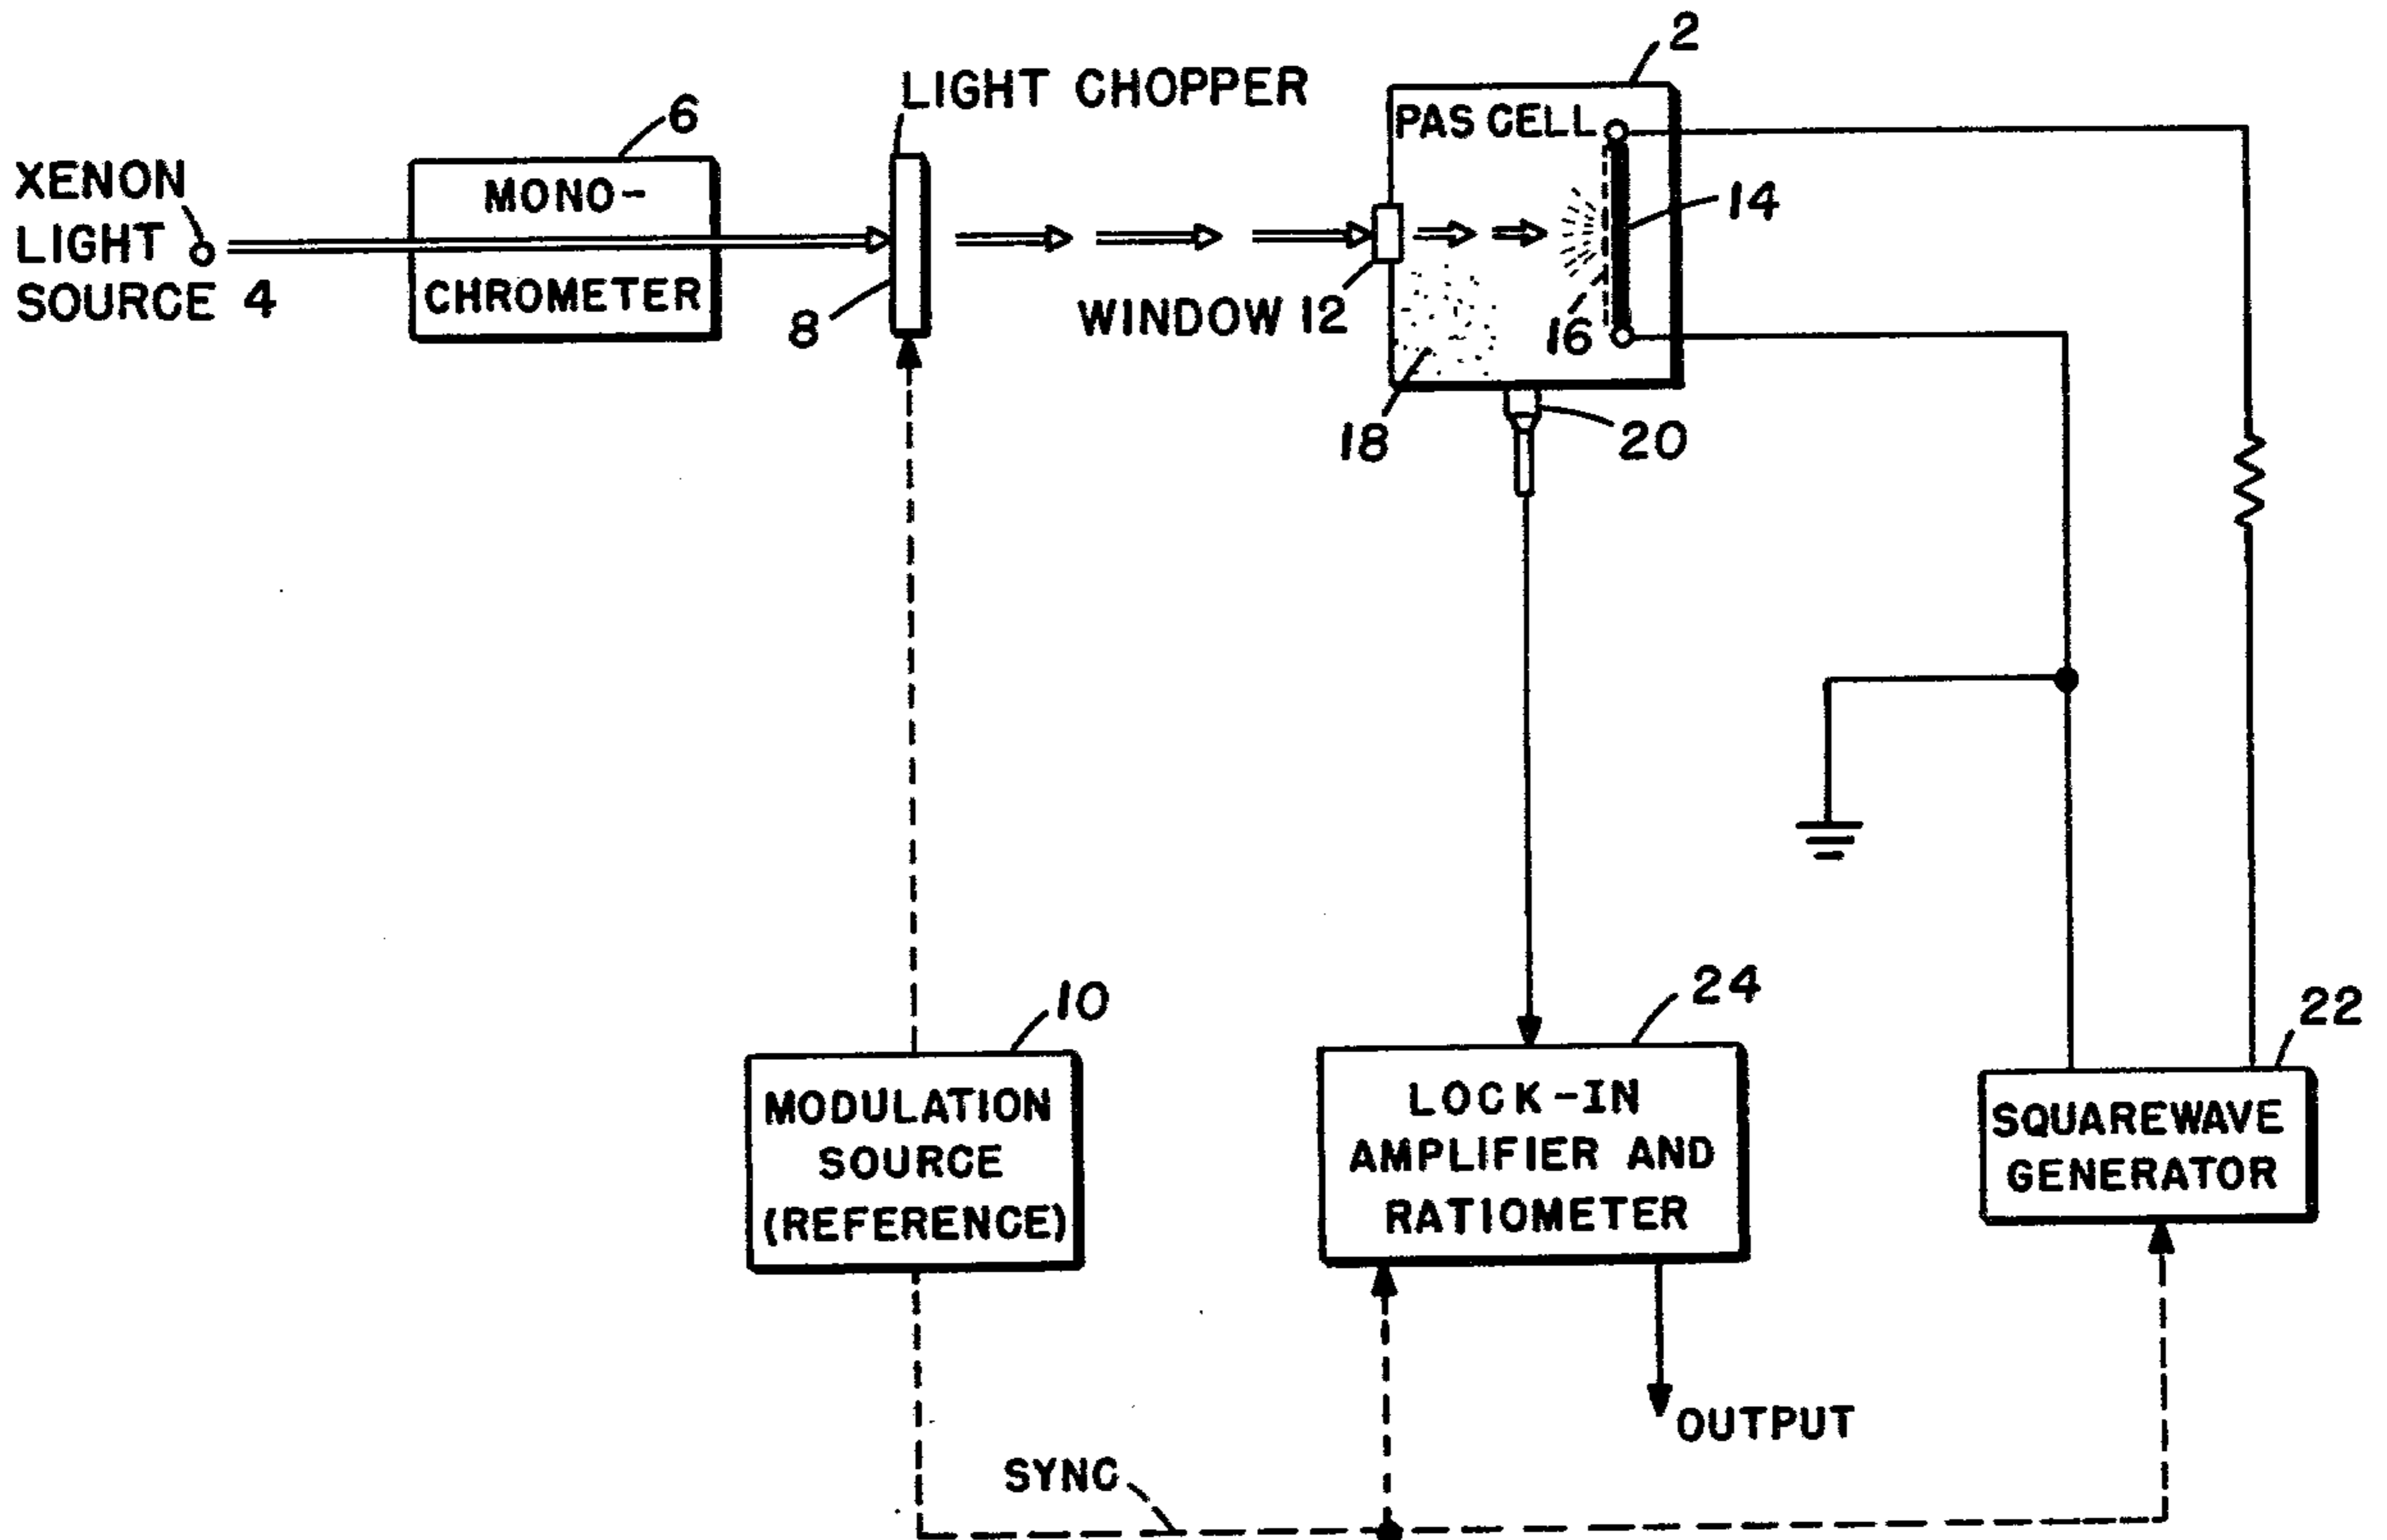 2
LIGHT CHOPPER
PAS CELL
6
XENON
LIGHT
SOURCE 4
MONO-
CHROMETER
14
8
WINDOW 12
16
18
20
10
24
22
MODULATION
SOURCE
(REFERENCE)
LOCK-IN
AMPLIFIER AND
RATIOMETER
SQUAREWAVE
GENERATOR
OUTPUT
SYNC